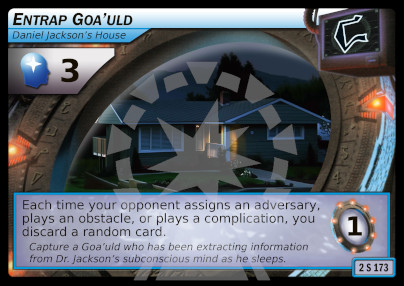 ENTRAP GOA'ULD
Daniel Jackson's House
3
Each time your opponent assigns an adversary,
plays an obstacle, or plays a complication, you
discard a random card.
1
Capture a Goa'uld who has been extracting information
from Dr. Jackson's subconscious mind as he sleeps.
2 S 173